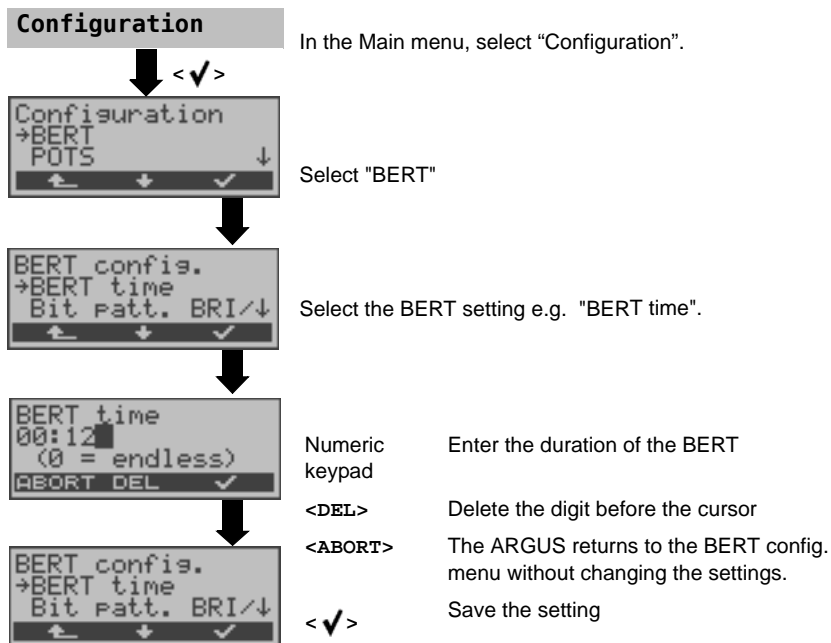 Configuration
In the Main menu, select “Configuration”.
<✓>
Configuration
→BERT
POTS ↓
✓
Select "BERT"
BERT config.
→BERT time
Bit patt. BRI/↓
✓
Select the BERT setting e.g. "BERT time".
BERT time
00:12
(0 = endless)
ABORT DEL ✓
Numeric keypad
Enter the duration of the BERT
<DEL> Delete the digit before the cursor
<ABORT> The ARGUS returns to the BERT config.
menu without changing the settings.
<✓> Save the setting
BERT config.
→BERT time
Bit patt. BRI/↓
✓